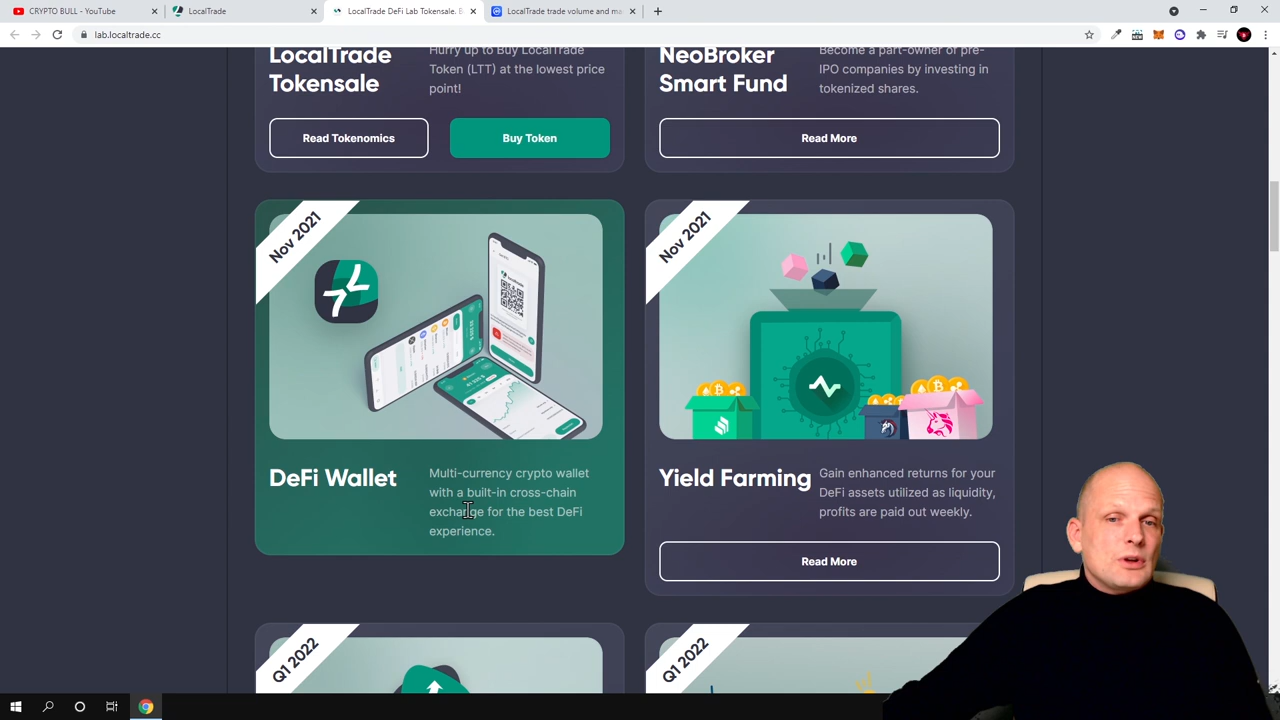 CRYPTO BULL - YouTube
LocalTrade
LocalTrade DeFi Lab Tokensale. B
LocalTrade trade volume and ma
lab.localtrade.cc
LocalTrade
Tokensale
Hurry up to Buy LocalTrade
Token (LTT) at the lowest price
point!
Read Tokenomics
Buy Token
NeoBroker
Smart Fund
Become a part-owner of pre-
IPO companies by investing in
tokenized shares.
Read More
Nov 2021
DeFi Wallet
Multi-currency crypto wallet
with a built-in cross-chain
exchange for the best DeFi
experience.
Nov 2021
Yield Farming
Gain enhanced returns for your
DeFi assets utilized as liquidity,
profits are paid out weekly.
Read More
Q1 2022
Q1 2022